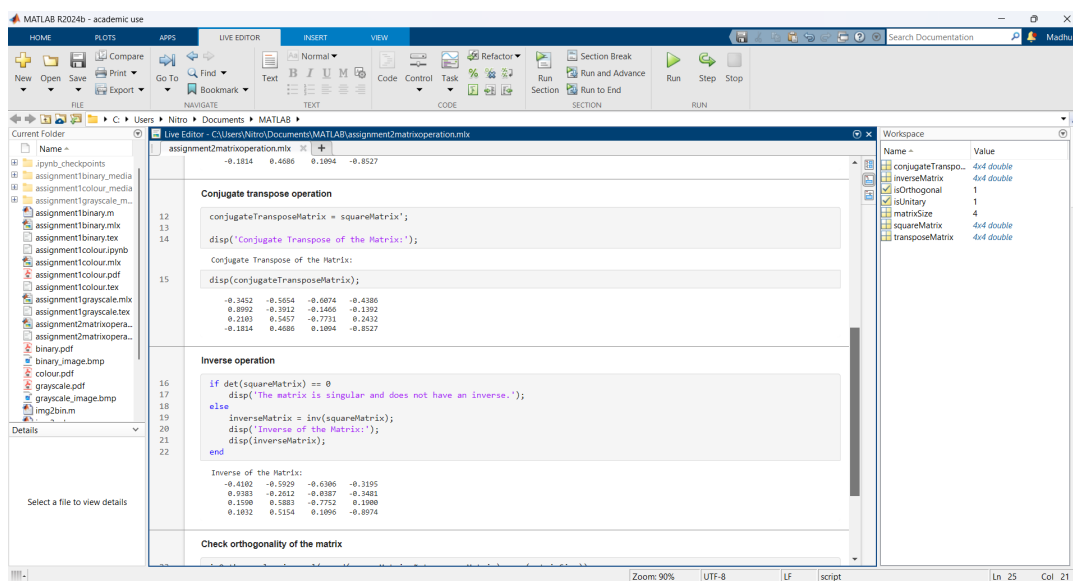 MATLAB R2024b - academic use
HOME PLOTS APPS LIVE EDITOR INSERT VIEW
Search Documentation
Madhu
New Open Save
Compare
Print
Export
FILE
Go To
Find
Bookmark
NAVIGATE
Text
Normal
B I U M
TEXT
Code Control Task
Refactor
CODE
Run Section
Section Break
Run and Advance
Run to End
SECTION
Run Step Stop
RUN
C: Users Nitro Documents MATLAB
Current Folder
Name
.ipynb_checkpoints
assignment1binary_media
assignment1colour_media
assignment1grayscale_m...
assignment1binary.m
assignment1binary.mlx
assignment1binary.tex
assignment1colour.ipynb
assignment1colour.mlx
assignment1colour.pdf
assignment1colour.tex
assignment1grayscale.mlx
assignment1grayscale.tex
assignment2matrixopera...
assignment2matrixopera...
binary.pdf
binary_image.bmp
colour.pdf
grayscale.pdf
grayscale_image.bmp
img2bin.m
Details
Select a file to view details
Live Editor - C:\Users\Nitro\Documents\MATLAB\assignment2matrixoperation.mlx
assignment2matrixoperation.mlx
-0.1814 0.4686 0.1094 -0.8527
Conjugate transpose operation
12 conjugateTransposeMatrix = squareMatrix';
13
14 disp('Conjugate Transpose of the Matrix:');
Conjugate Transpose of the Matrix:
15 disp(conjugateTransposeMatrix);
-0.3452 -0.5654 -0.6074 -0.4386
0.8992 -0.3912 -0.1466 -0.1392
0.2103 0.5457 -0.7731 0.2432
-0.1814 0.4686 0.1094 -0.8527
Inverse operation
16 if det(squareMatrix) == 0
17 disp('The matrix is singular and does not have an inverse.');
18 else
19 inverseMatrix = inv(squareMatrix);
20 disp('Inverse of the Matrix:');
21 disp(inverseMatrix);
22 end
Inverse of the Matrix:
-0.4102 -0.5929 -0.6306 -0.3195
0.9383 -0.2612 -0.0387 -0.3481
0.1590 0.5883 -0.7752 0.1900
0.1032 0.5154 0.1096 -0.8974
Check orthogonality of the matrix
Workspace
Name Value
conjugateTranspo... 4x4 double
inverseMatrix 4x4 double
isOrthogonal 1
isUnitary 1
matrixSize 4
squareMatrix 4x4 double
transposeMatrix 4x4 double
Zoom: 90% UTF-8 LF script Ln 25 Col 21